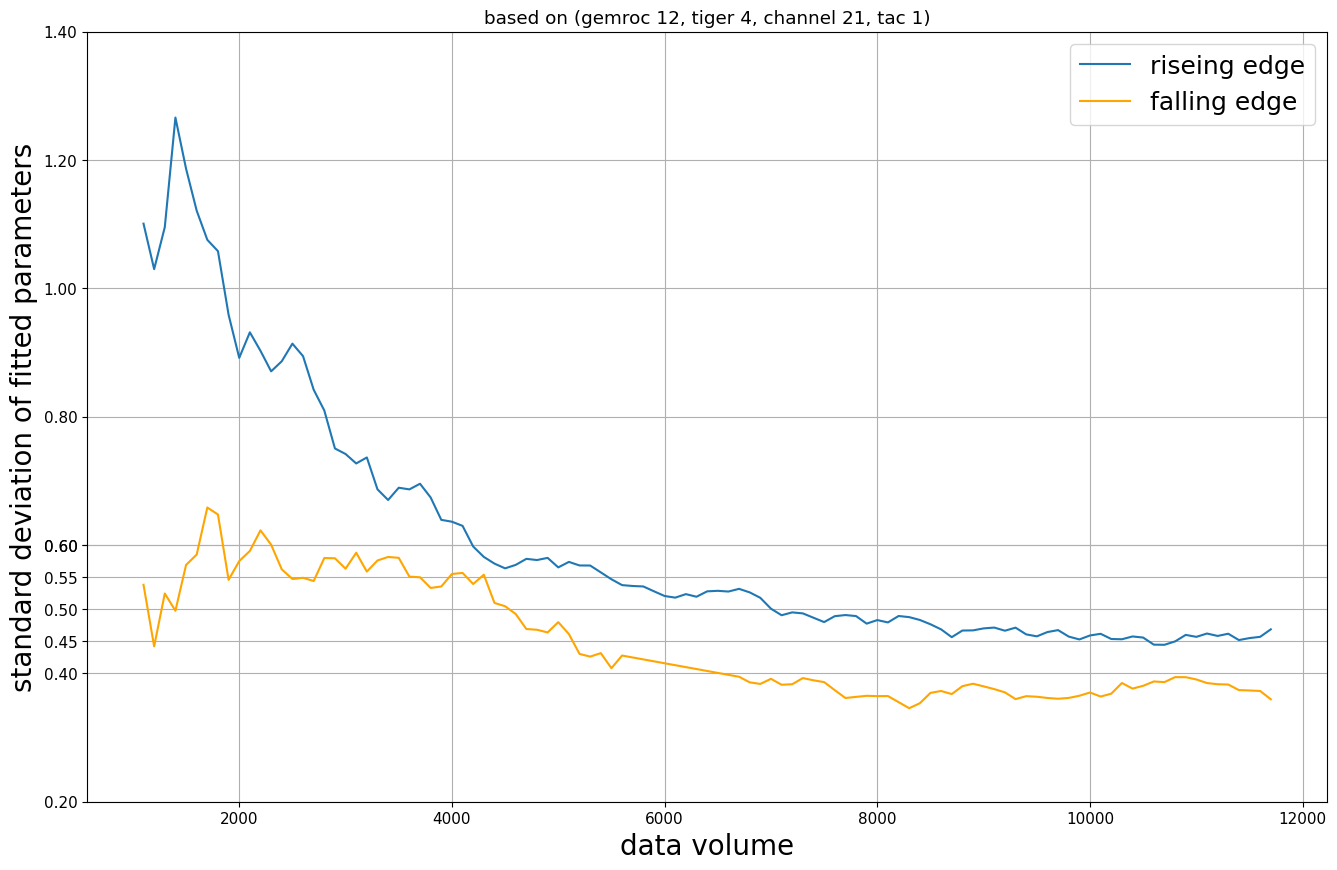 based on (gemroc 12, tiger 4, channel 21, tac 1)
riseing edge
falling edge
standard deviation of fitted parameters
1.40
1.20
1.00
0.80
0.60
0.55
0.50
0.45
0.40
0.20
2000 4000 6000 8000 10000 12000
data volume